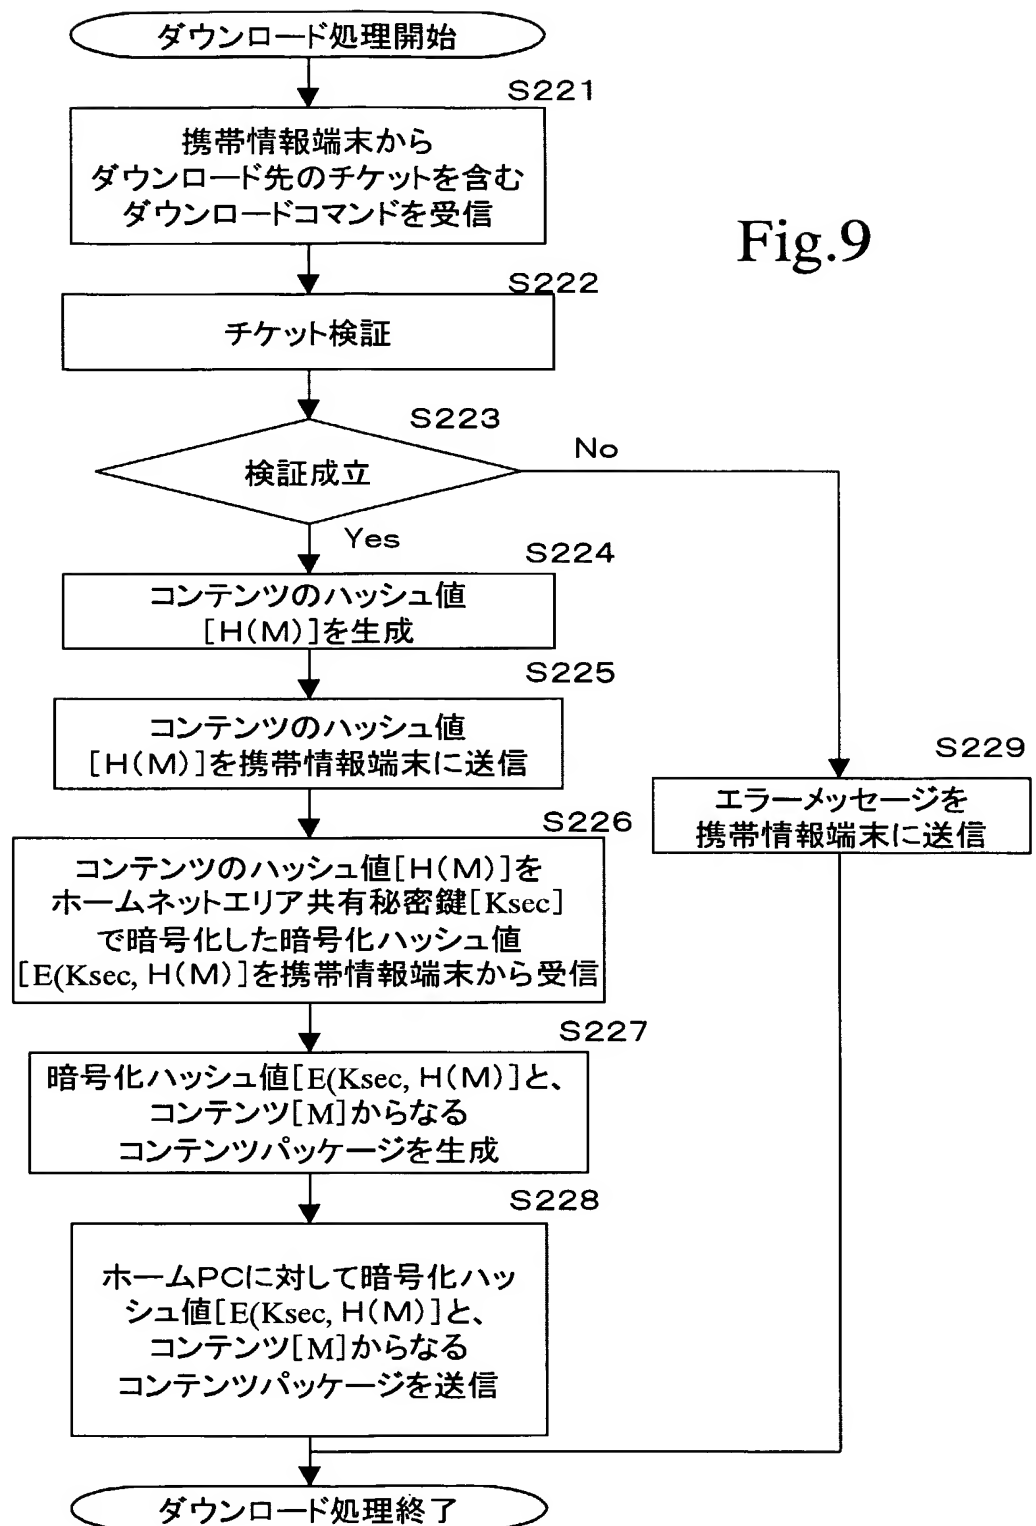 ダウンロード処理開始
S221
携帯情報端末から
ダウンロード先のチケットを含む
ダウンロードコマンドを受信
Fig.9
S222
チケット検証
S223
検証成立
No
Yes
S224
コンテンツのハッシュ値
[H(M)]を生成
S225
コンテンツのハッシュ値
[H(M)]を携帯情報端末に送信
S229
エラーメッセージを
携帯情報端末に送信
S226
コンテンツのハッシュ値[H(M)]を
ホームネットエリア共有秘密鍵[Ksec]
で暗号化した暗号化ハッシュ値
[E(Ksec, H(M)]を携帯情報端末から受信
S227
暗号化ハッシュ値[E(Ksec, H(M)]と、
コンテンツ[M]からなる
コンテンツパッケージを生成
S228
ホームPCに対して暗号化ハッ
シュ値[E(Ksec, H(M)]と、
コンテンツ[M]からなる
コンテンツパッケージを送信
ダウンロード処理終了